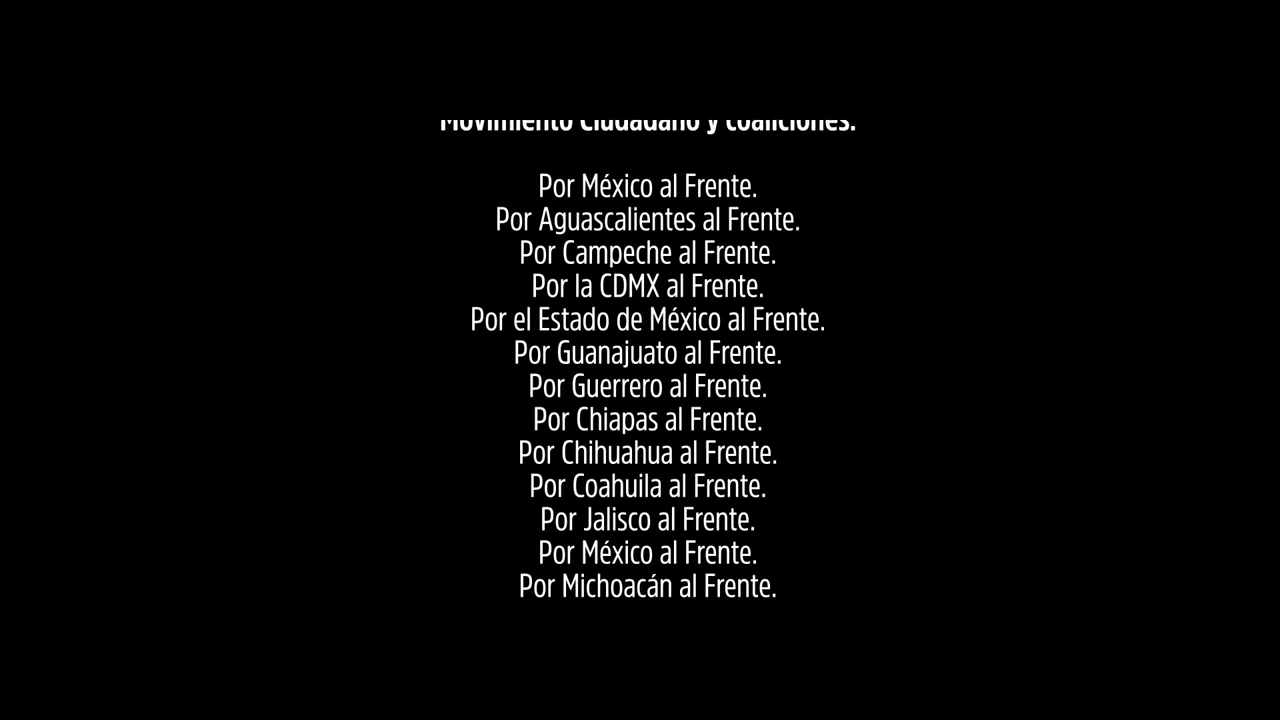 Movimiento Ciudadano y coaliciones.
Por México al Frente.
Por Aguascalientes al Frente.
Por Campeche al Frente.
Por la CDMX al Frente.
Por el Estado de México al Frente.
Por Guanajuato al Frente.
Por Guerrero al Frente.
Por Chiapas al Frente.
Por Chihuahua al Frente.
Por Coahuila al Frente.
Por Jalisco al Frente.
Por México al Frente.
Por Michoacán al Frente.